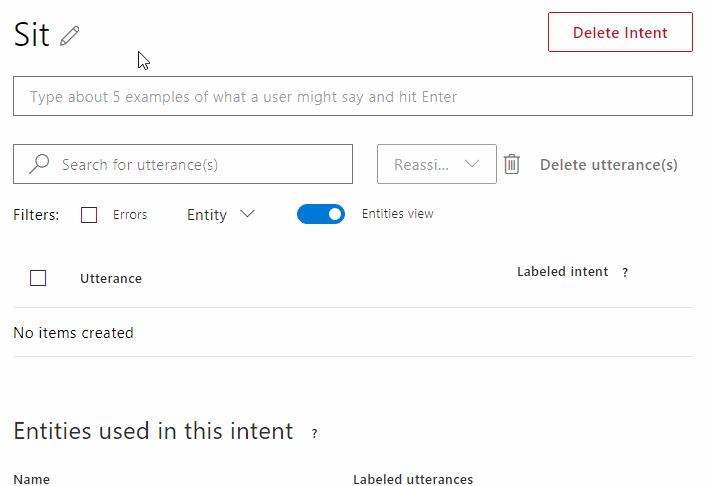 Sit
Delete Intent
Type about 5 examples of what a user might say and hit Enter
Search for utterance(s)
Reassi...
Delete utterance(s)
Filters:
Errors
Entity
Entities view
Utterance
Labeled intent ?
No items created
Entities used in this intent ?
Name
Labeled utterances